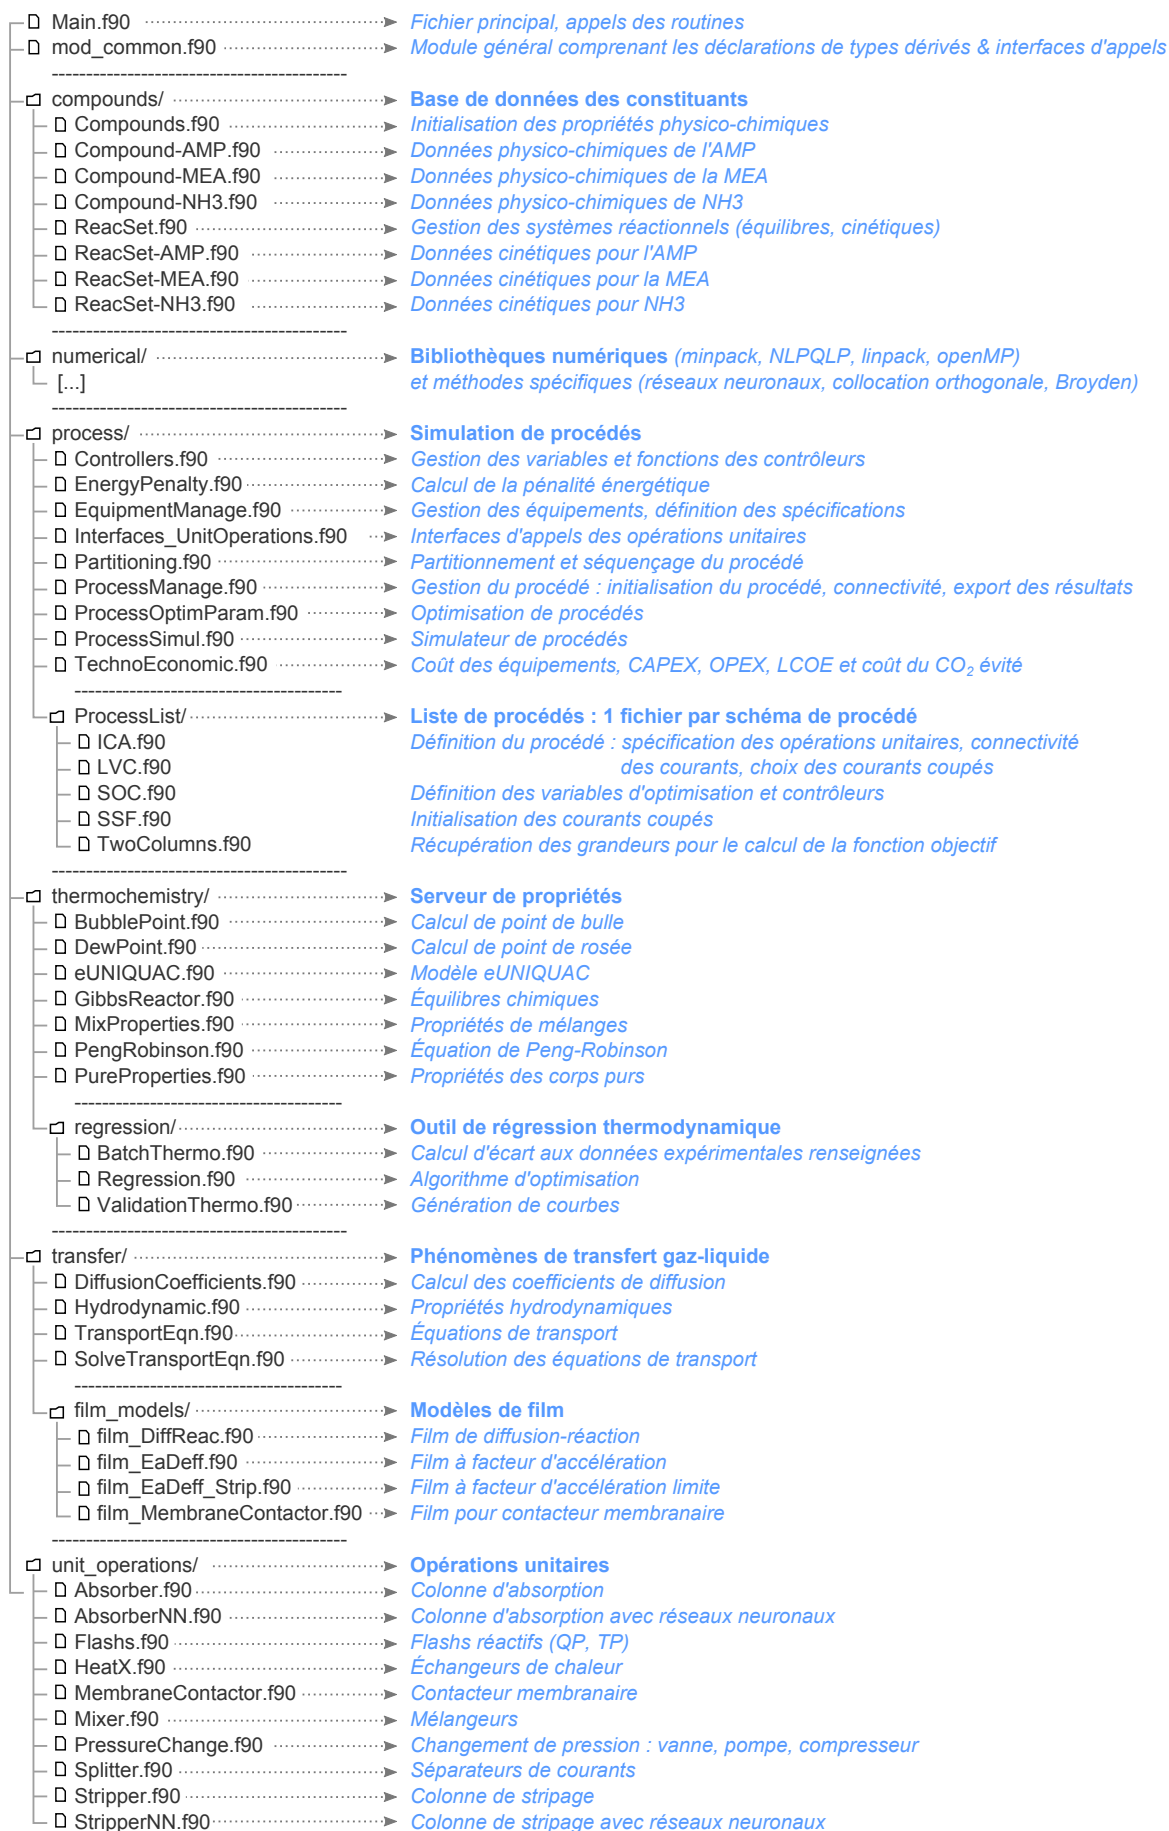 Main.f90 Fichier principal, appels des routines
mod_common.f90 Module général comprenant les déclarations de types dérivés & interfaces d'appels
-------------------------------------------
compounds/ Base de données des constituants
Compounds.f90 Initialisation des propriétés physico-chimiques
Compound-AMP.f90 Données physico-chimiques de l'AMP
Compound-MEA.f90 Données physico-chimiques de la MEA
Compound-NH3.f90 Données physico-chimiques de NH3
ReacSet.f90 Gestion des systèmes réactionnels (équilibres, cinétiques)
ReacSet-AMP.f90 Données cinétiques pour l'AMP
ReacSet-MEA.f90 Données cinétiques pour la MEA
ReacSet-NH3.f90 Données cinétiques pour NH3
-------------------------------------------
numerical/ Bibliothèques numériques (minpack, NLPQLP, linpack, openMP)
[...] et méthodes spécifiques (réseaux neuronaux, collocation orthogonale, Broyden)
-------------------------------------------
process/ Simulation de procédés
Controllers.f90 Gestion des variables et fonctions des contrôleurs
EnergyPenalty.f90 Calcul de la pénalité énergétique
EquipmentManage.f90 Gestion des équipements, définition des spécifications
Interfaces_UnitOperations.f90 Interfaces d'appels des opérations unitaires
Partitioning.f90 Partitionnement et séquençage du procédé
ProcessManage.f90 Gestion du procédé : initialisation du procédé, connectivité, export des résultats
ProcessOptimParam.f90 Optimisation de procédés
ProcessSimul.f90 Simulateur de procédés
TechnoEconomic.f90 Coût des équipements, CAPEX, OPEX, LCOE et coût du CO₂ évité
---------------------------------------
ProcessList/ Liste de procédés : 1 fichier par schéma de procédé
ICA.f90 Définition du procédé : spécification des opérations unitaires, connectivité
LVC.f90 des courants, choix des courants coupés
SOC.f90 Définition des variables d'optimisation et contrôleurs
SSF.f90 Initialisation des courants coupés
TwoColumns.f90 Récupération des grandeurs pour le calcul de la fonction objectif
-------------------------------------------
thermochemistry/ Serveur de propriétés
BubblePoint.f90 Calcul de point de bulle
DewPoint.f90 Calcul de point de rosée
eUNIQUAC.f90 Modèle eUNIQUAC
GibbsReactor.f90 Équilibres chimiques
MixProperties.f90 Propriétés de mélanges
PengRobinson.f90 Équation de Peng-Robinson
PureProperties.f90 Propriétés des corps purs
---------------------------------------
regression/ Outil de régression thermodynamique
BatchThermo.f90 Calcul d'écart aux données expérimentales renseignées
Regression.f90 Algorithme d'optimisation
ValidationThermo.f90 Génération de courbes
-------------------------------------------
transfer/ Phénomènes de transfert gaz-liquide
DiffusionCoefficients.f90 Calcul des coefficients de diffusion
Hydrodynamic.f90 Propriétés hydrodynamiques
TransportEqn.f90 Équations de transport
SolveTransportEqn.f90 Résolution des équations de transport
---------------------------------------
film_models/ Modèles de film
film_DiffReac.f90 Film de diffusion-réaction
film_EaDeff.f90 Film à facteur d'accélération
film_EaDeff_Strip.f90 Film à facteur d'accélération limite
film_MembraneContactor.f90 Film pour contacteur membranaire
-------------------------------------------
unit_operations/ Opérations unitaires
Absorber.f90 Colonne d'absorption
AbsorberNN.f90 Colonne d'absorption avec réseaux neuronaux
Flashs.f90 Flashs réactifs (QP, TP)
HeatX.f90 Échangeurs de chaleur
MembraneContactor.f90 Contacteur membranaire
Mixer.f90 Mélangeurs
PressureChange.f90 Changement de pression : vanne, pompe, compresseur
Splitter.f90 Séparateurs de courants
Stripper.f90 Colonne de stripage
StripperNN.f90 Colonne de stripage avec réseaux neuronaux